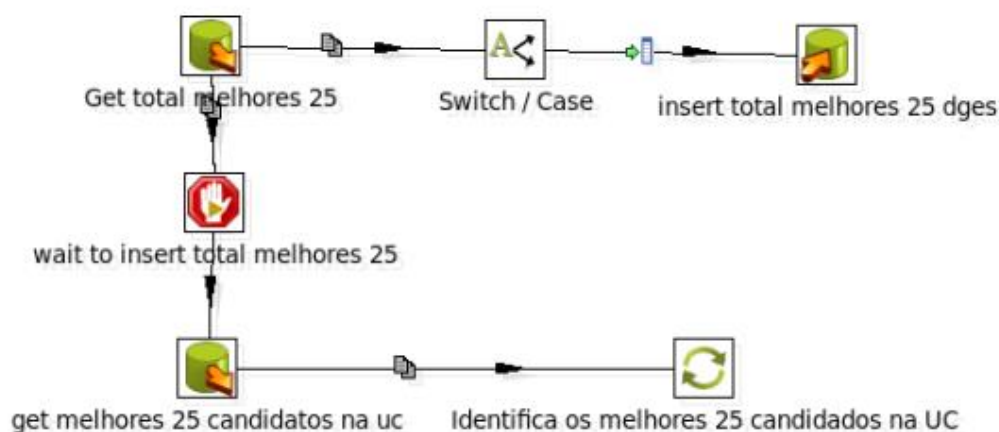 Get total melhores 25
Switch / Case
insert total melhores 25 dges
wait to insert total melhores 25
get melhores 25 candidatos na uc
Identifica os melhores 25 candidados na UC